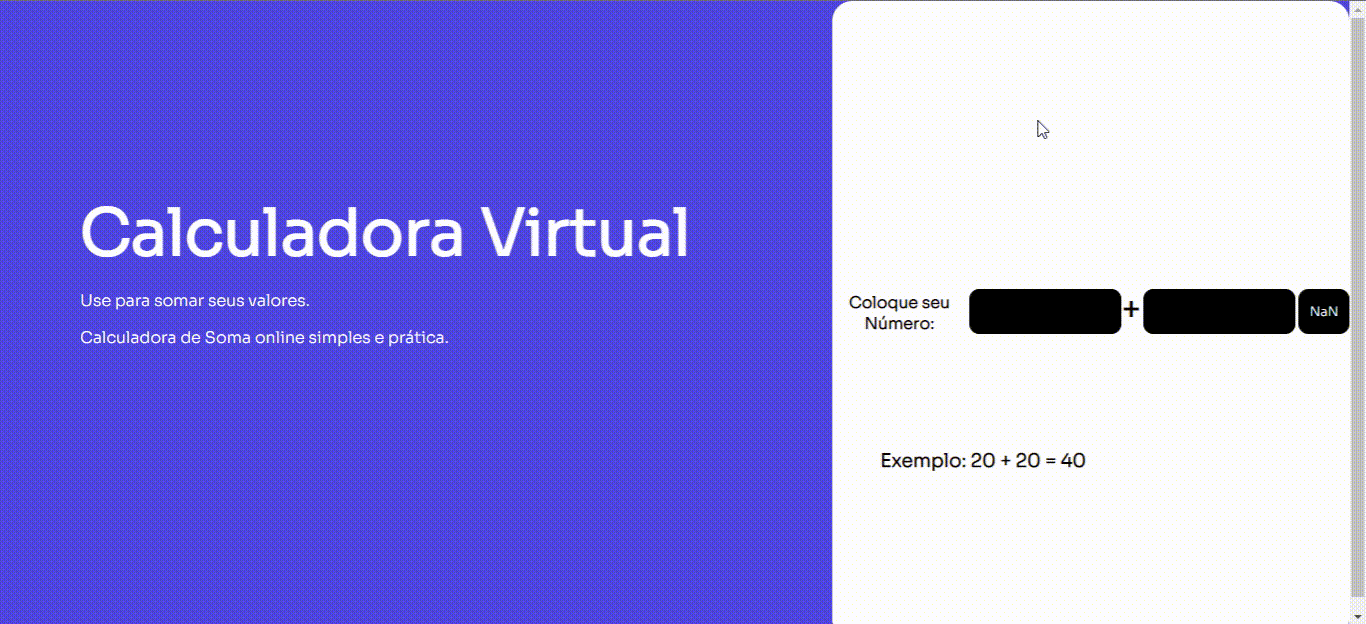 Calculadora Virtual
Use para somar seus valores.
Calculadora de Soma online simples e prática.
Coloque seu
Número:
+
NaN
Exemplo: 20 + 20 = 40